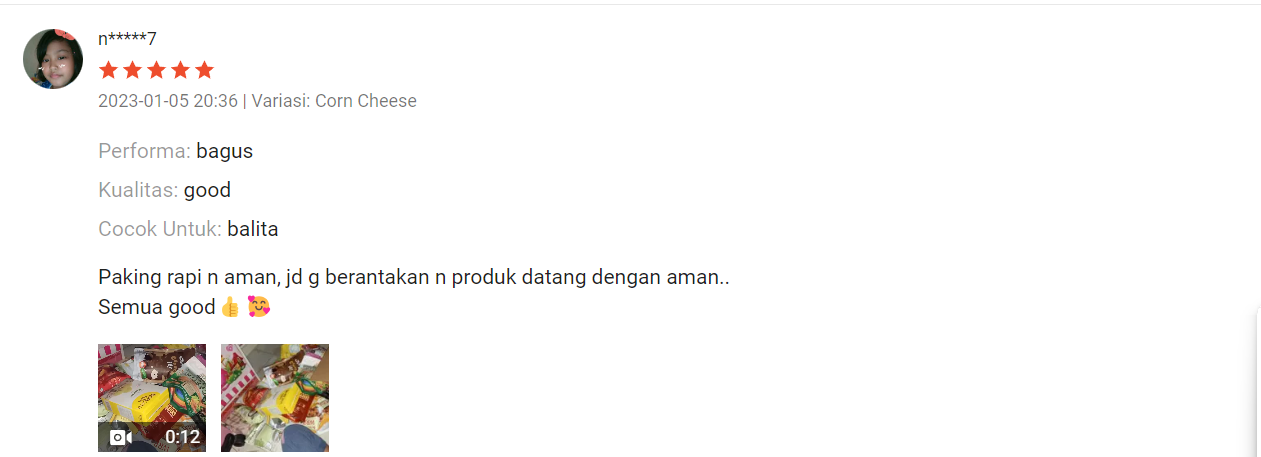 n*****7
2023-01-05 20:36 | Variasi: Corn Cheese
Performa: bagus
Kualitas: good
Cocok Untuk: balita
Paking rapi n aman, jd g berantakan n produk datang dengan aman..
Semua good👍 🥰
0:12